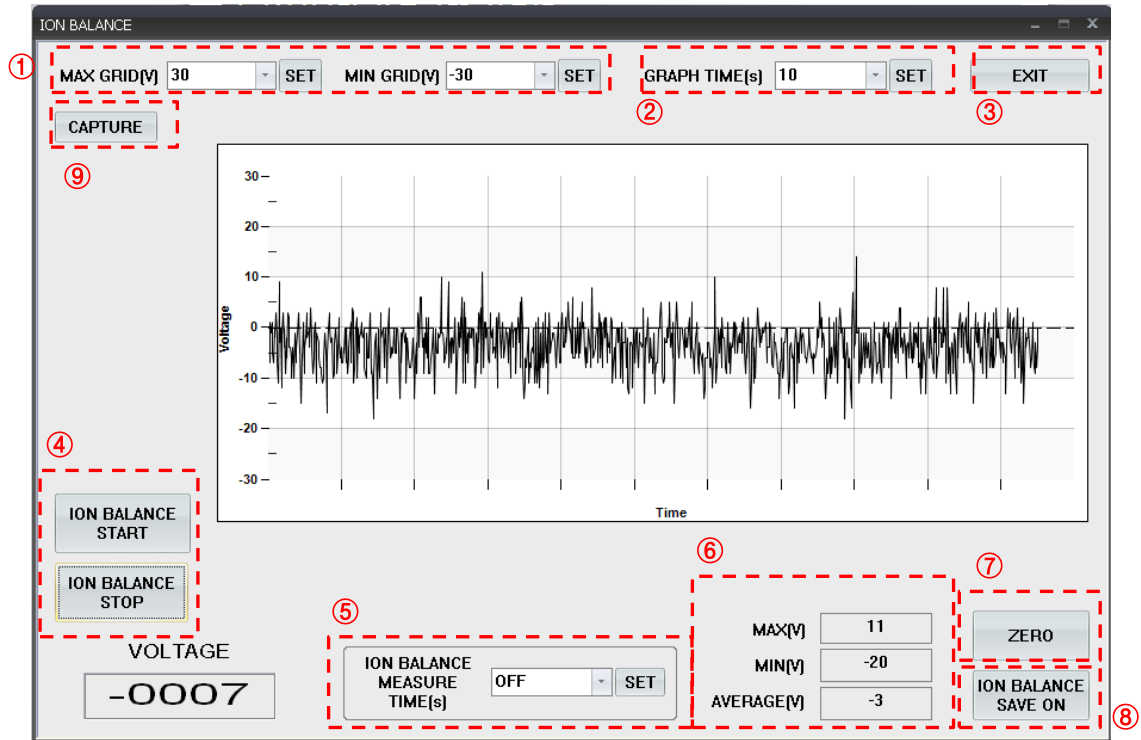 ION BALANCE
①
MAX GRID(V) 30 SET MIN GRID(V) -30 SET GRAPH TIME(s) 10 SET EXIT
② ③
CAPTURE
⑨
30
20
10
0
-10
-20
-30
Voltage
Time
④
ION BALANCE
START
ION BALANCE
STOP
VOLTAGE
-0007
⑤
ION BALANCE
MEASURE
TIME(s)
OFF SET
⑥
MAX(V) 11
MIN(V) -20
AVERAGE(V) -3
⑦
ZERO
ION BALANCE
SAVE ON
⑧